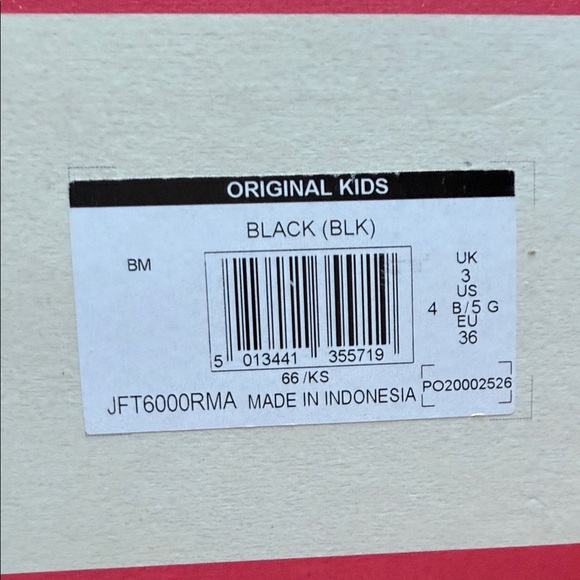 ORIGINAL KIDS
BLACK (BLK)
BM
UK
3
US
4 B/5 G
EU
36
5 013441 355719
66 /KS
JFT6000RMA MADE IN INDONESIA
PO20002526